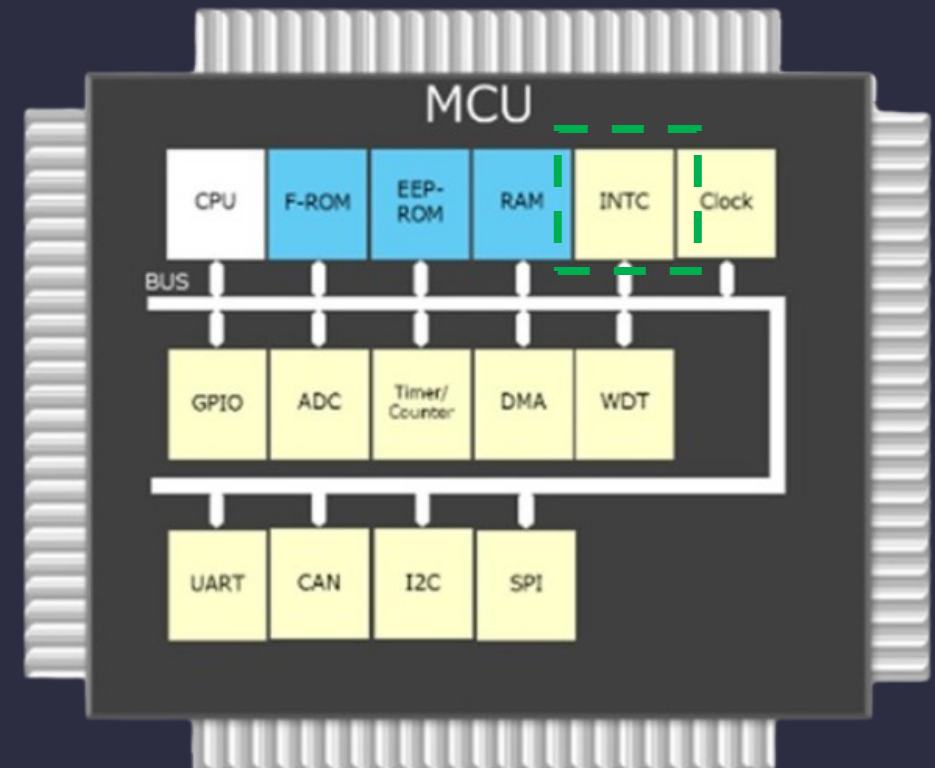 MCU
CPU
F-ROM
EEP-
ROM
RAM
INTC
Clock
BUS
GPIO
ADC
Timer/
Counter
DMA
WDT
UART
CAN
I2C
SPI